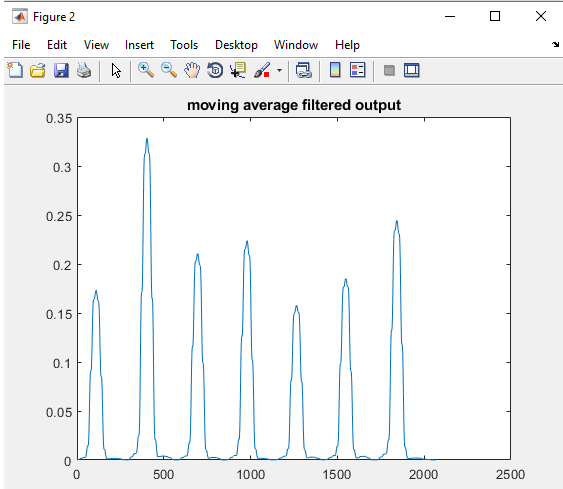 Figure 2
File Edit View Insert Tools Desktop Window Help
moving average filtered output
0.35
0.3
0.25
0.2
0.15
0.1
0.05
0
0 500 1000 1500 2000 2500